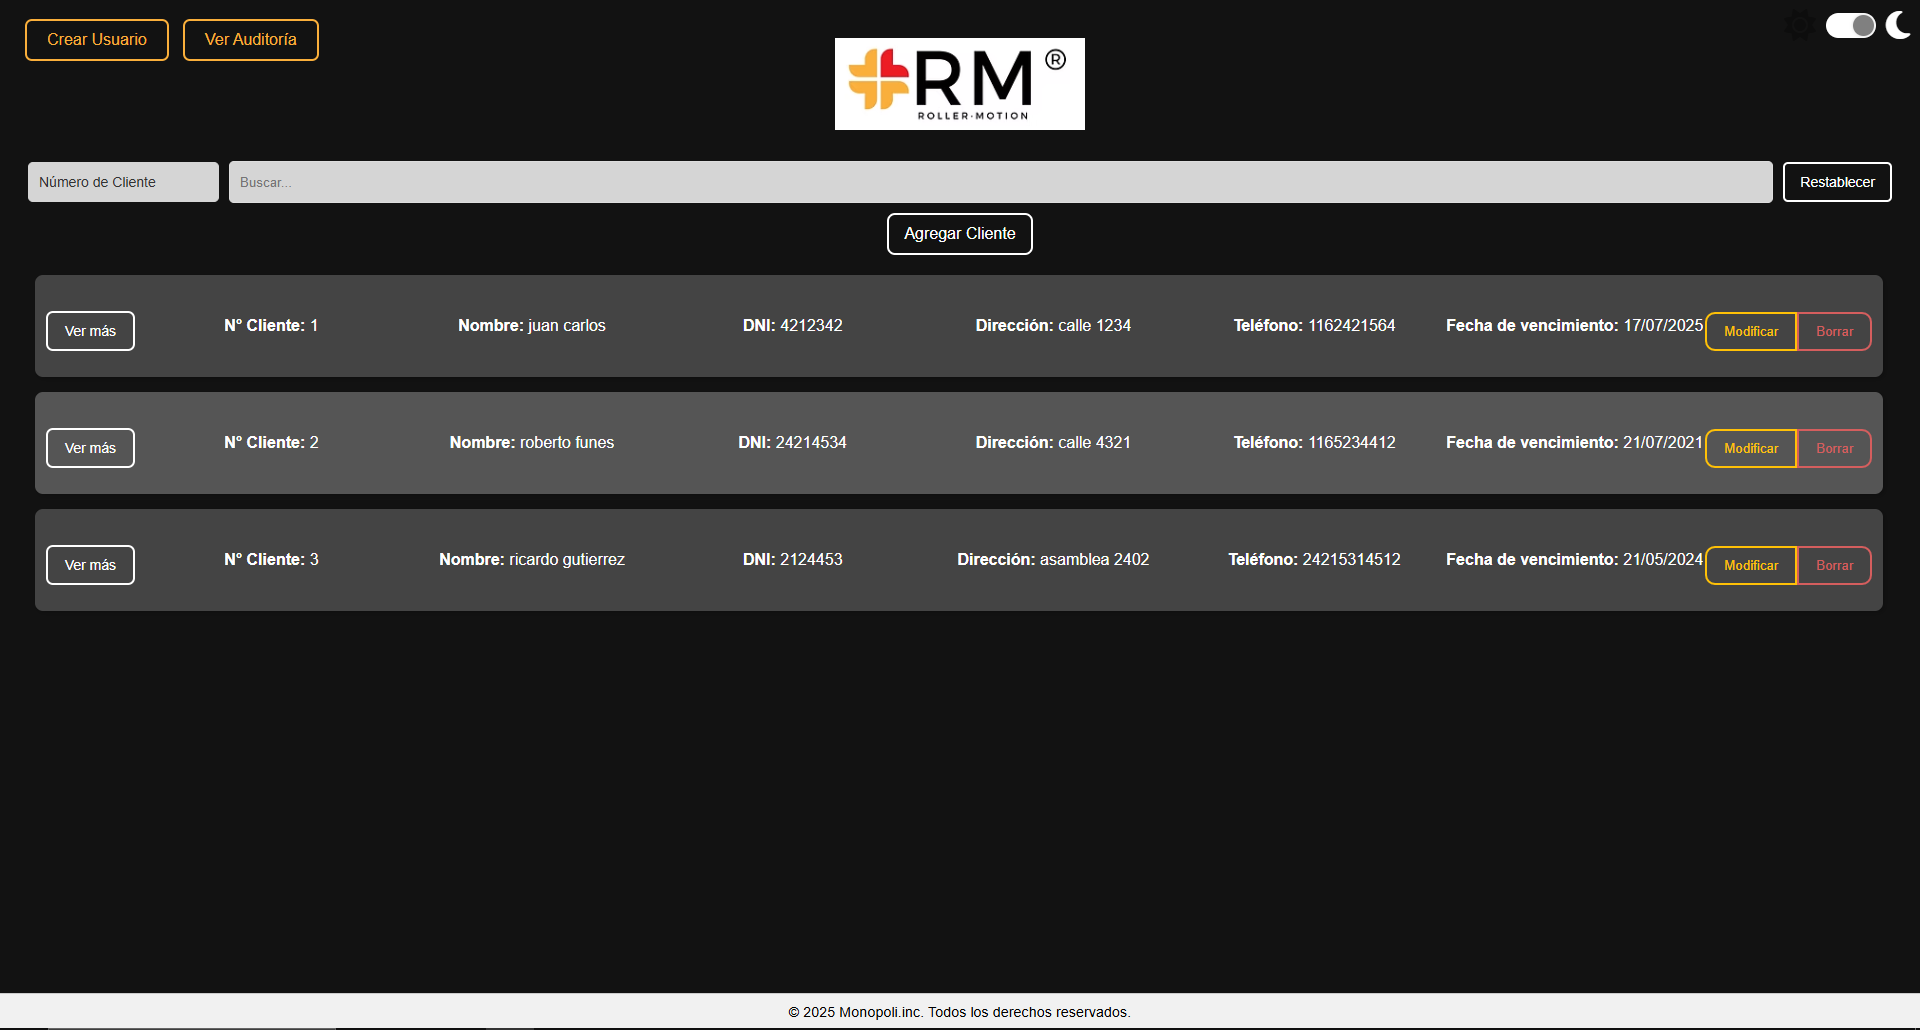 Crear Usuario
Ver Auditoría
RM ®
ROLLER·MOTION
Número de Cliente
Buscar...
Restablecer
Agregar Cliente
Ver más
N° Cliente: 1
Nombre: juan carlos
DNI: 4212342
Dirección: calle 1234
Teléfono: 1162421564
Fecha de vencimiento: 17/07/2025
Modificar
Borrar
Ver más
N° Cliente: 2
Nombre: roberto funes
DNI: 24214534
Dirección: calle 4321
Teléfono: 1165234412
Fecha de vencimiento: 21/07/2021
Modificar
Borrar
Ver más
N° Cliente: 3
Nombre: ricardo gutierrez
DNI: 2124453
Dirección: asamblea 2402
Teléfono: 24215314512
Fecha de vencimiento: 21/05/2024
Modificar
Borrar
© 2025 Monopoli.inc. Todos los derechos reservados.